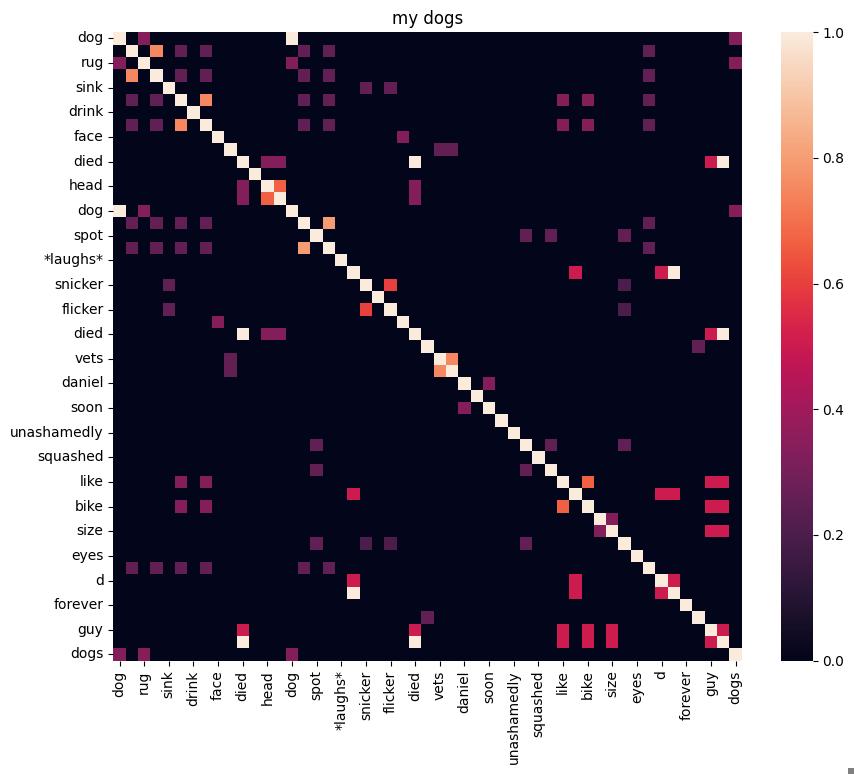 my dogs
dog
rug
sink
drink
face
died
head
dog
spot
*laughs*
snicker
flicker
died
vets
daniel
soon
unashamedly
squashed
like
bike
size
eyes
d
forever
guy
dogs
1.0
0.8
0.6
0.4
0.2
0.0
dog
rug
sink
drink
face
died
head
dog
spot
*laughs*
snicker
flicker
died
vets
daniel
soon
unashamedly
squashed
like
bike
size
eyes
d
forever
guy
dogs